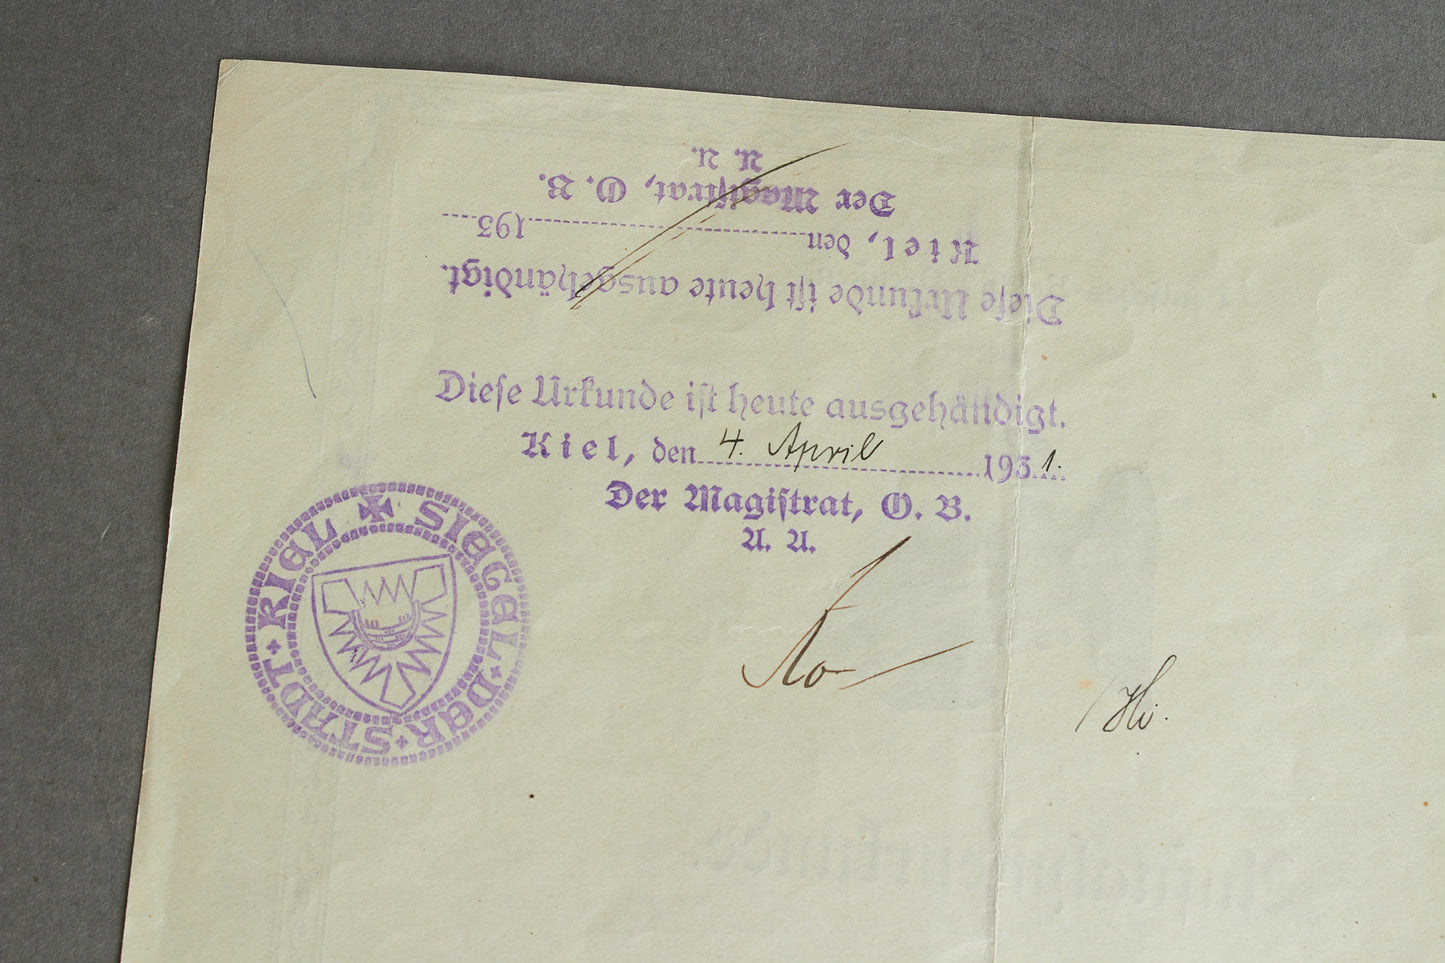 Diese Urkunde ist heute ausgehändigt.
Kiel, den 193
Der Magistrat, O. B.
A. A.
Diese Urkunde ist heute ausgehändigt.
Kiel, den 4. April 1931.
Der Magistrat, O. B.
A. A.
SIEGEL·DER·STADT·KIEL